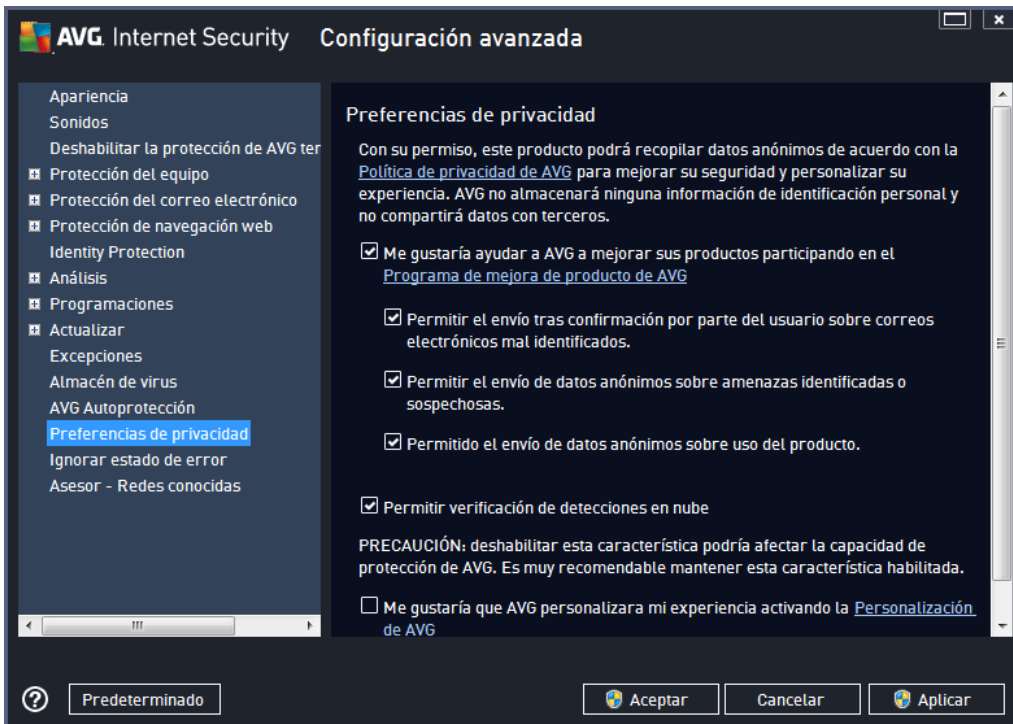 AVG. Internet Security Configuración avanzada
Apariencia
Sonidos
Deshabilitar la protección de AVG ter
Protección del equipo
Protección del correo electrónico
Protección de navegación web
Identity Protection
Análisis
Programaciones
Actualizar
Excepciones
Almacén de virus
AVG Autoprotección
Preferencias de privacidad
Ignorar estado de error
Asesor - Redes conocidas
Preferencias de privacidad
Con su permiso, este producto podrá recopilar datos anónimos de acuerdo con la
Política de privacidad de AVG para mejorar su seguridad y personalizar su
experiencia. AVG no almacenará ninguna información de identificación personal y
no compartirá datos con terceros.
Me gustaría ayudar a AVG a mejorar sus productos participando en el
Programa de mejora de producto de AVG
Permitir el envío tras confirmación por parte del usuario sobre correos
electrónicos mal identificados.
Permitir el envío de datos anónimos sobre amenazas identificadas o
sospechosas.
Permitido el envío de datos anónimos sobre uso del producto.
Permitir verificación de detecciones en nube
PRECAUCIÓN: deshabilitar esta característica podría afectar la capacidad de
protección de AVG. Es muy recomendable mantener esta característica habilitada.
Me gustaría que AVG personalizara mi experiencia activando la Personalización
de AVG
? Predeterminado Aceptar Cancelar Aplicar